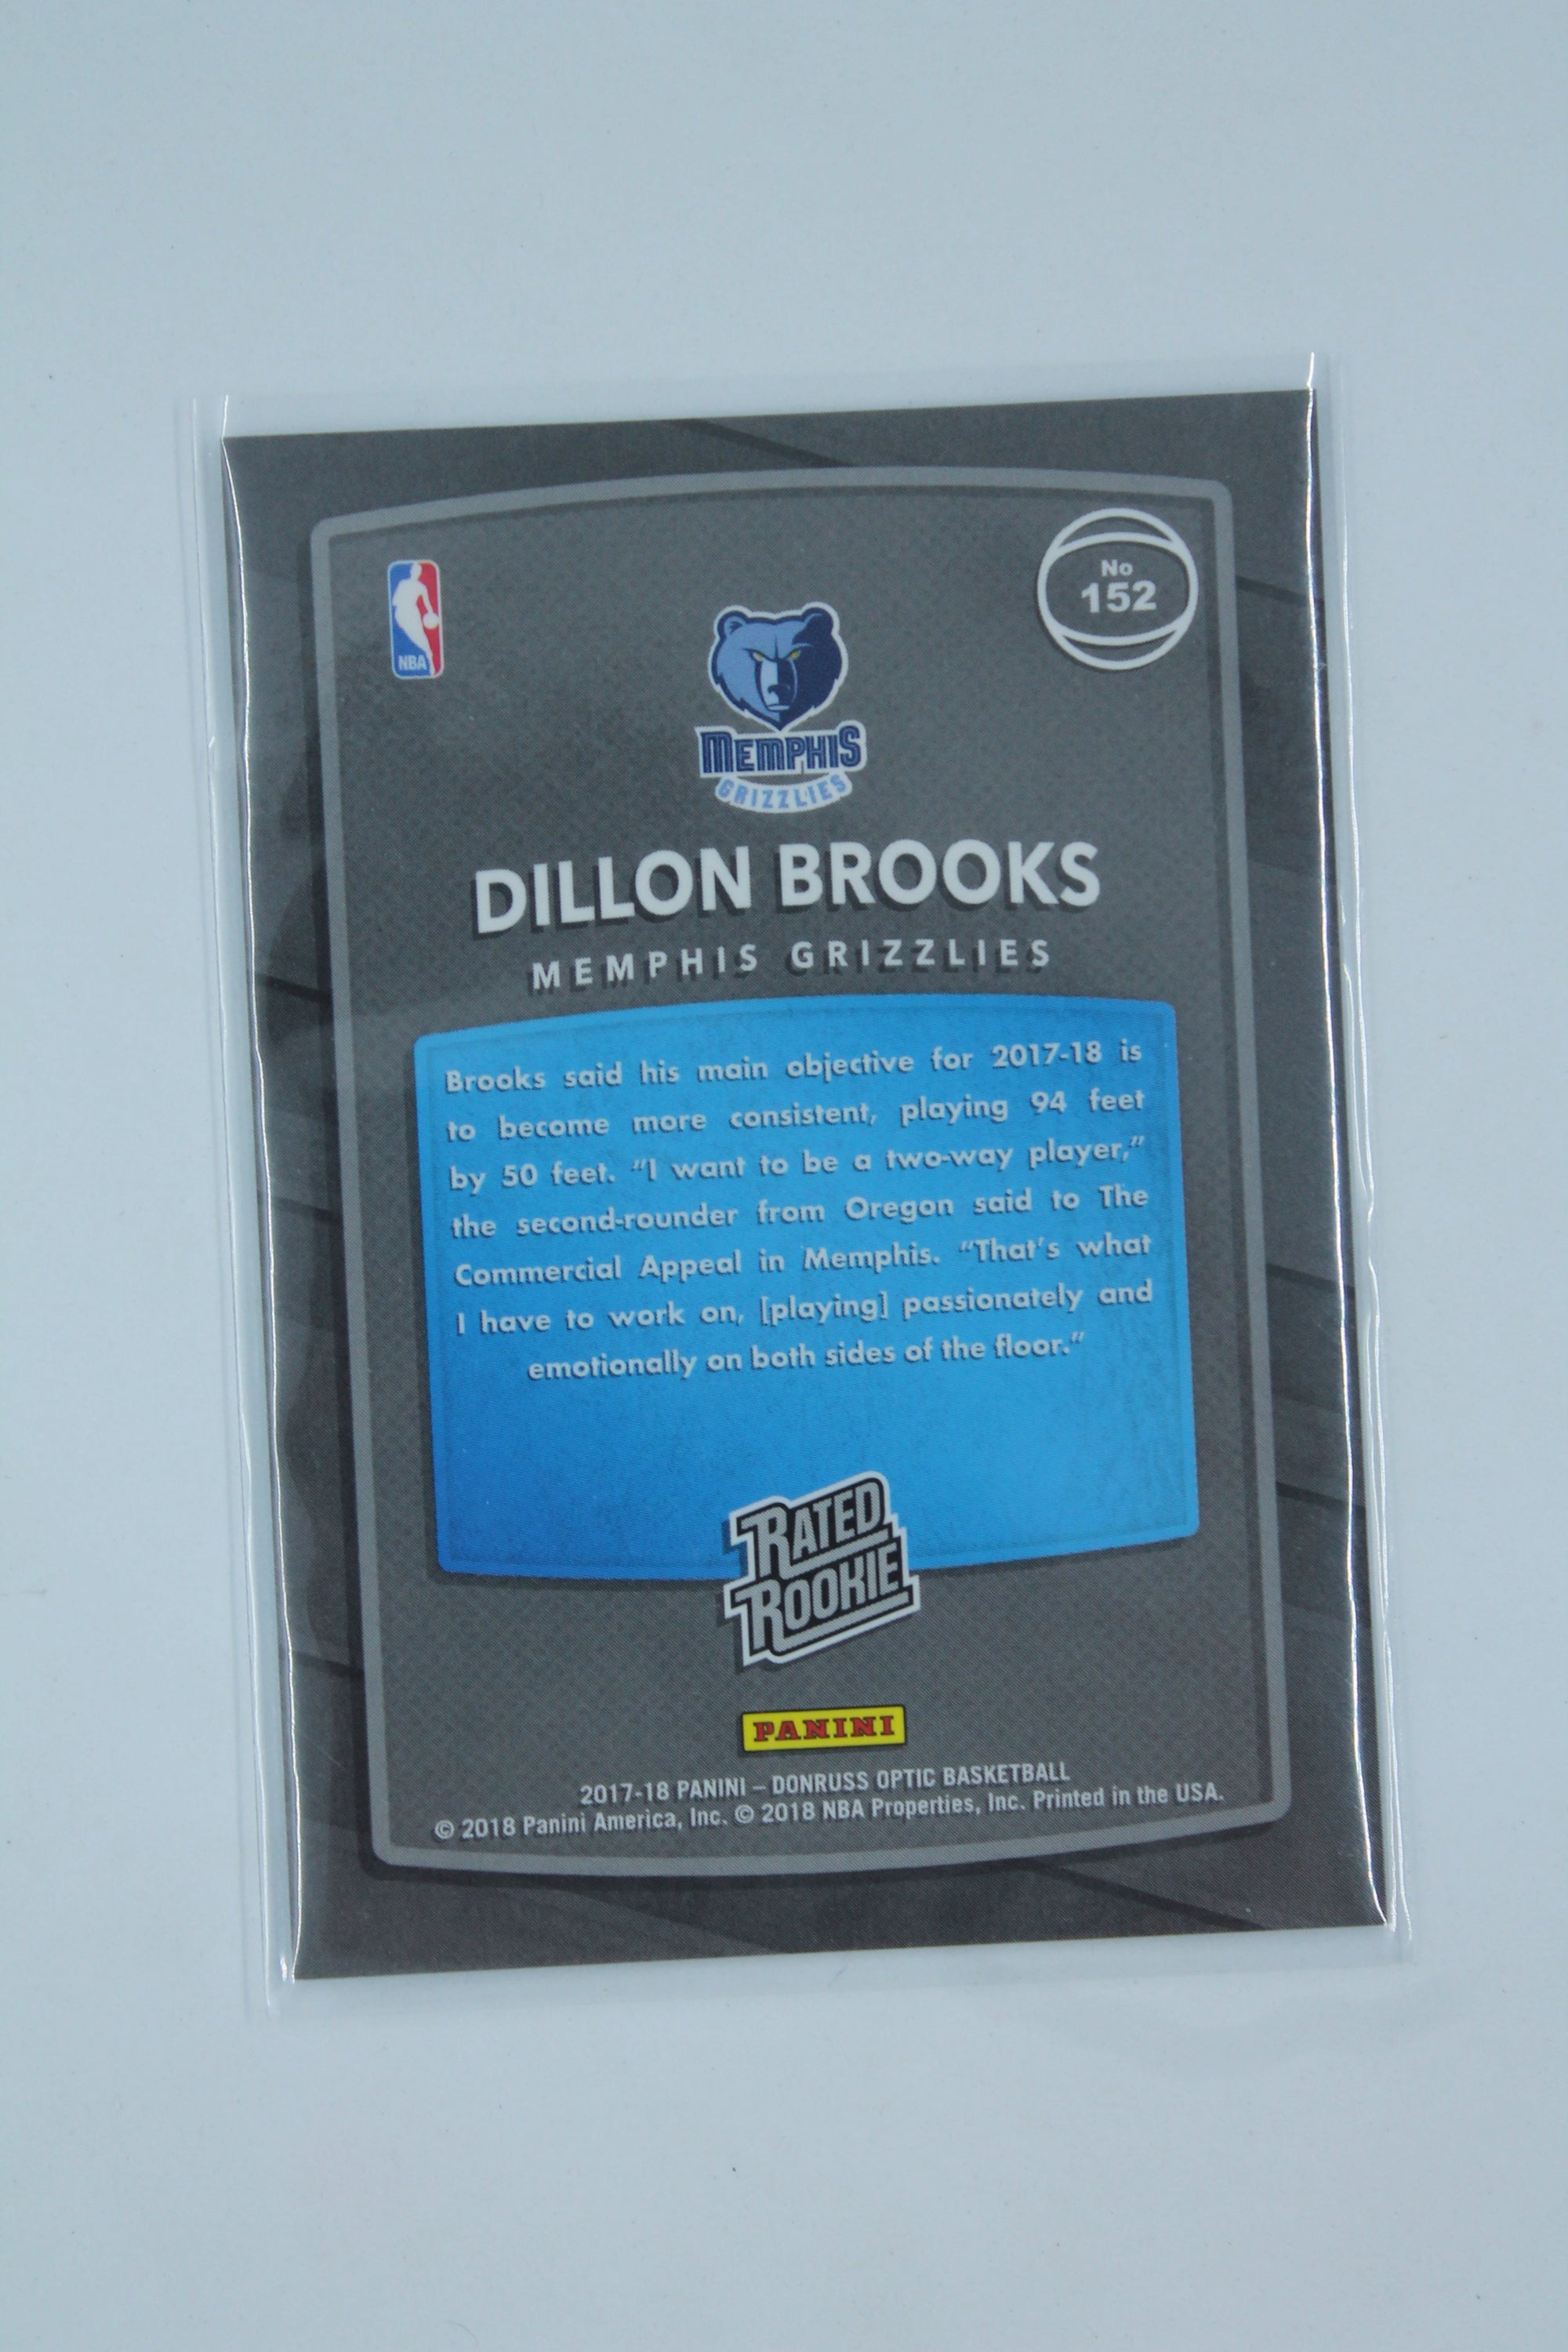 No
152
NBA
MEMPHIS
GRIZZLIES
DILLON BROOKS
MEMPHIS GRIZZLIES
Brooks said his main objective for 2017-18 is
to become more consistent, playing 94 feet
by 50 feet. “I want to be a two-way player,”
the second-rounder from Oregon said to The
Commercial Appeal in Memphis. “That’s what
I have to work on, [playing] passionately and
emotionally on both sides of the floor.”
RATED
ROOKIE
PANINI
2017-18 PANINI – DONRUSS OPTIC BASKETBALL
© 2018 Panini America, Inc. © 2018 NBA Properties, Inc. Printed in the USA.